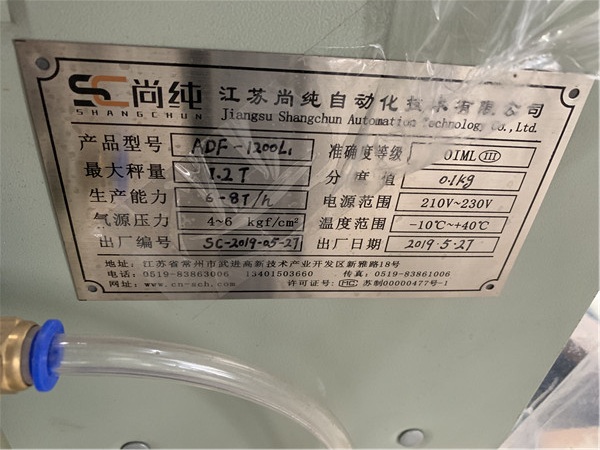 SC 尚纯 江苏尚纯自动化技术有限公司
SHANGCHUN Jiangsu Shangchun Automation Technology Co.,Ltd.
产品型号 ADF-1200L1 准确度等级 OIML III
最大秤量 1.2T 分度值 0.1kg
生产能力 6-8T/h 电源范围 210V~230V
气源压力 4~6 kgf/cm² 温度范围 -10℃~+40℃
出厂编号 SC-2019-05-27 出厂日期 2019.5.27
地址:江苏省常州市武进高新技术产业开发区新雅路18号
电话:0519-83863006 13401503660 传真:0519-83861006
网址:www.cn-sch.com 许可证号:MC 苏制00000477号-1